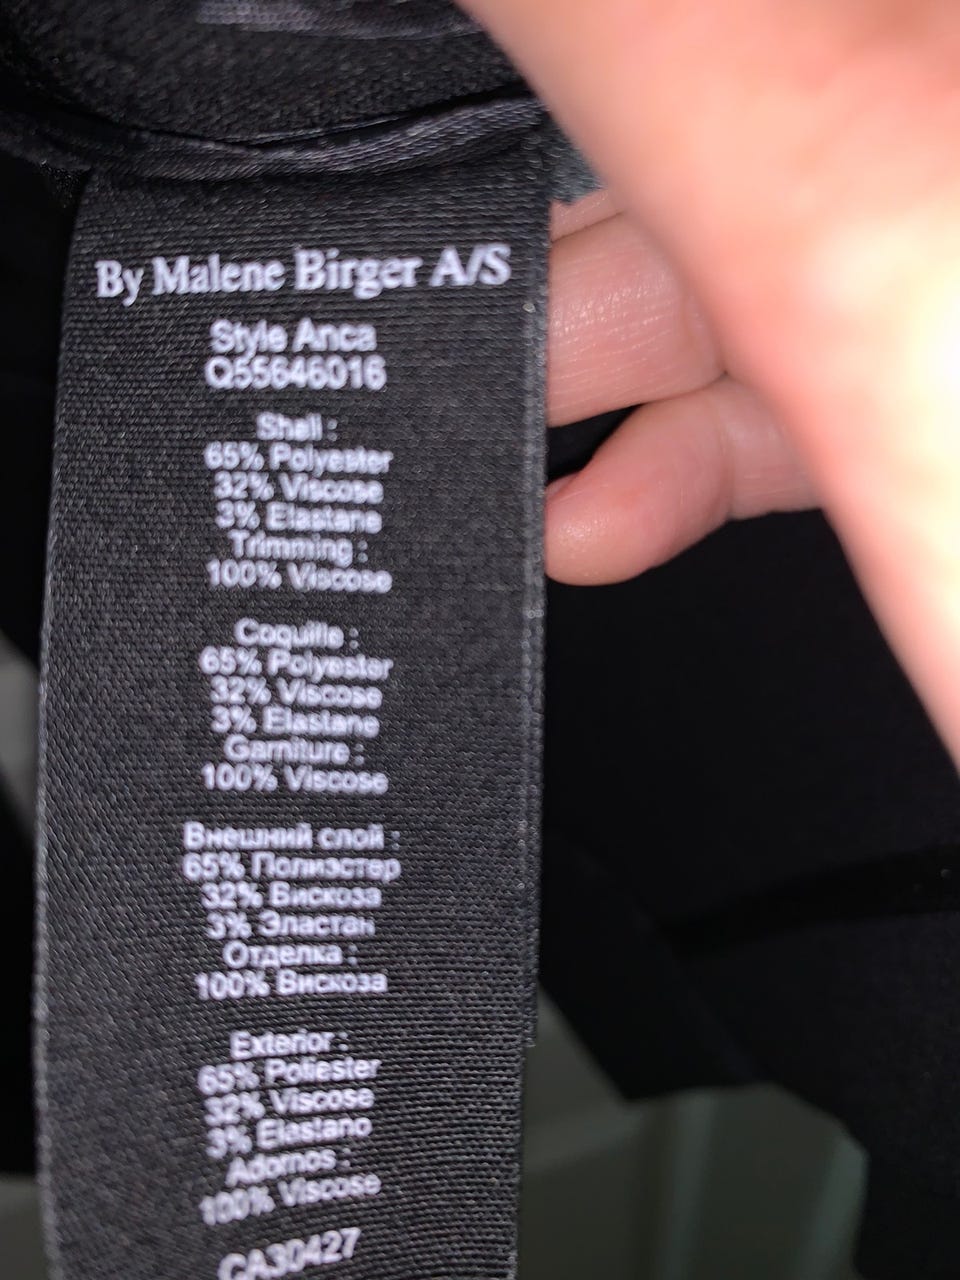 By Malene Birger A/S
Style Anca
Q55646016
Shell :
65% Polyester
32% Viscose
3% Elastane
Trimming :
100% Viscose
Coquille :
65% Polyester
32% Viscose
3% Elastane
Garniture :
100% Viscose
Внешний слой :
65% Полиэстер
32% Вискоза
3% Эластан
Отделка :
100% Вискоза
Exterior :
65% Poliester
32% Viscose
3% Elastano
Adornos :
100% Viscose
CA30427